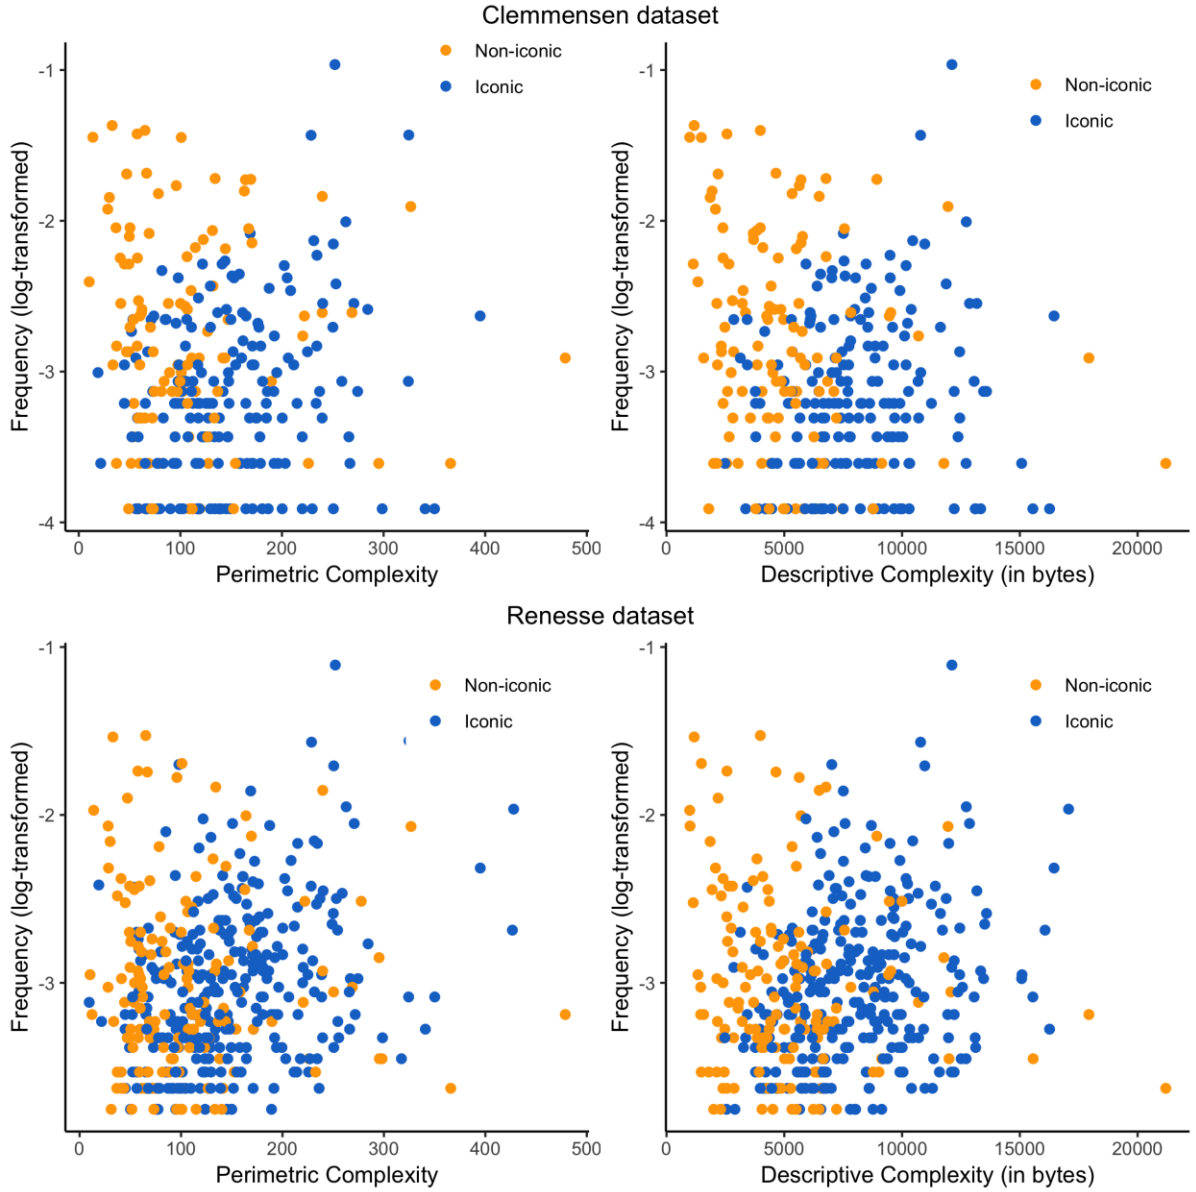 Clemmensen dataset
Non-iconic
Iconic
Frequency (log-transformed)
-1
-2
-3
-4
0 100 200 300 400 500
Perimetric Complexity
Non-iconic
Iconic
Frequency (log-transformed)
-1
-2
-3
-4
0 5000 10000 15000 20000
Descriptive Complexity (in bytes)
Renesse dataset
Non-iconic
Iconic
Frequency (log-transformed)
-1
-2
-3
0 100 200 300 400 500
Perimetric Complexity
Non-iconic
Iconic
Frequency (log-transformed)
-1
-2
-3
0 5000 10000 15000 20000
Descriptive Complexity (in bytes)